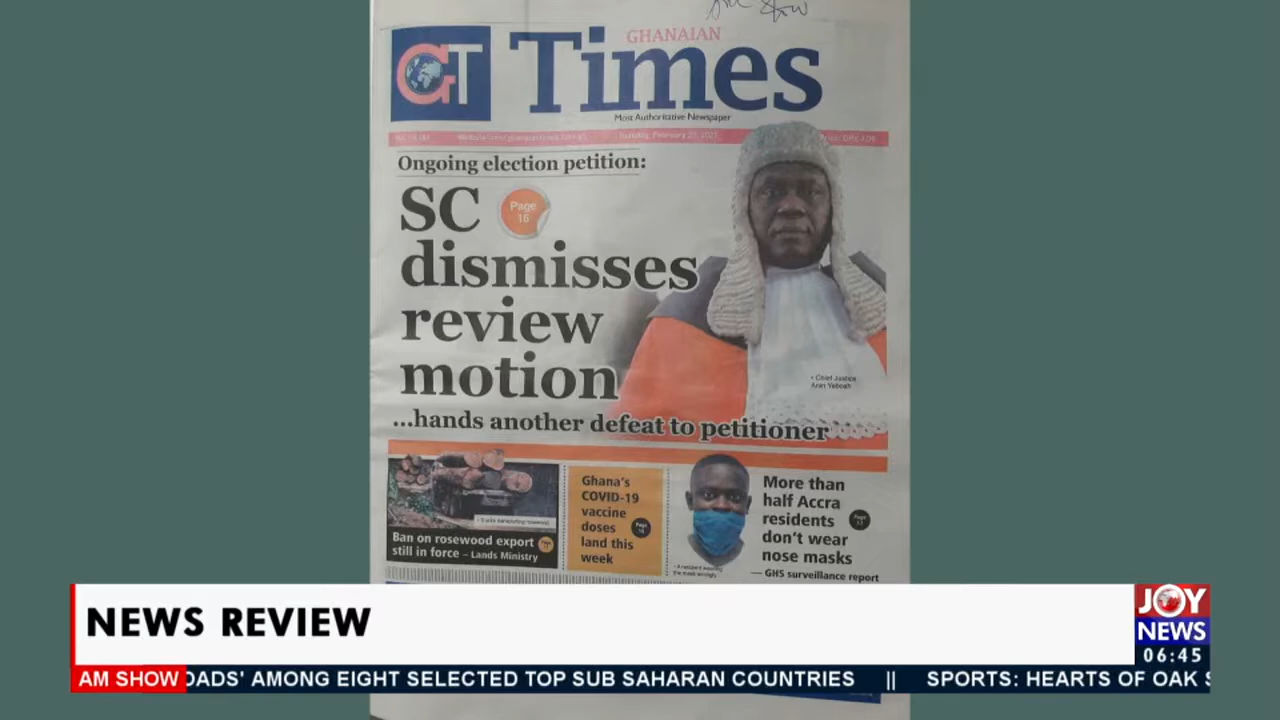 GHANAIAN
GT Times
Most Authoritative Newspaper
Ongoing election petition:
SC
Page
16
dismisses
review
motion
...hands another defeat to petitioner
• Chief Justice
Anin Yeboah
Ban on rosewood export
still in force – Lands Ministry
Ghana's
COVID-19
vaccine
doses
land this
week
More than
half Accra
residents
don't wear
nose masks
— GHS surveillance report
NEWS REVIEW
JOY
NEWS
06:45
AM SHOW
OADS' AMONG EIGHT SELECTED TOP SUB SAHARAN COUNTRIES || SPORTS: HEARTS OF OAK